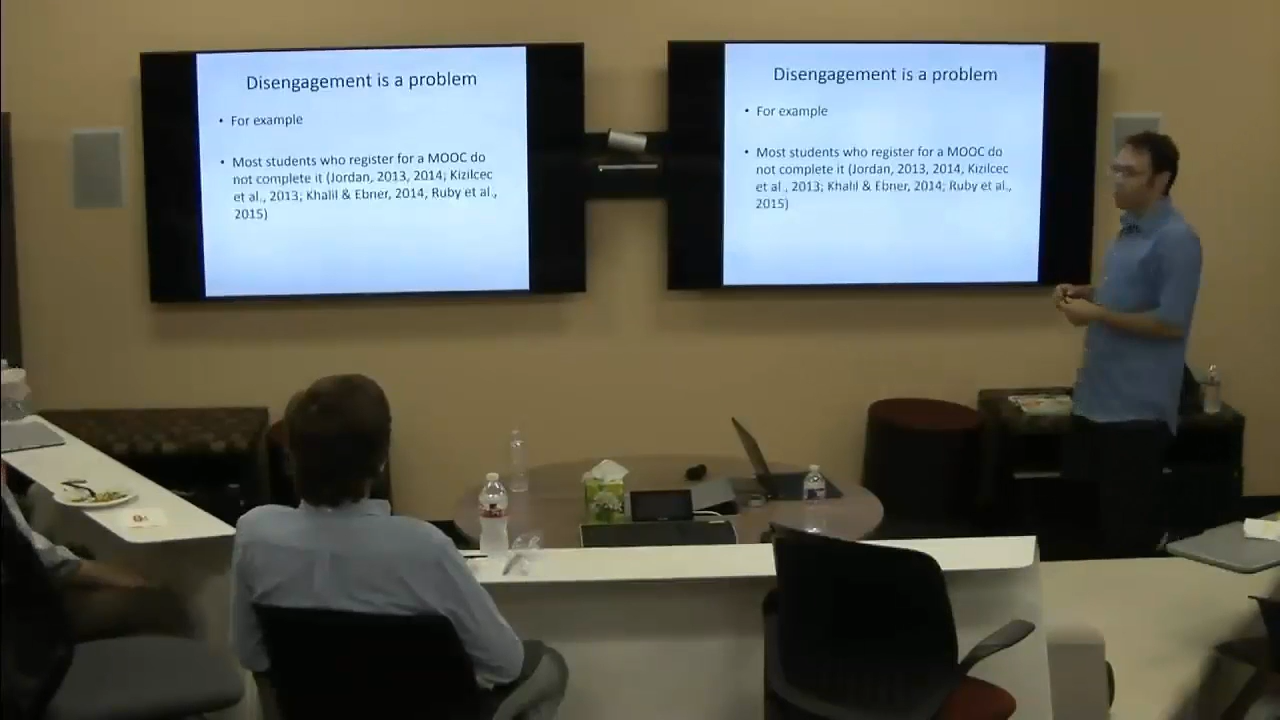 Disengagement is a problem
• For example
• Most students who register for a MOOC do
not complete it (Jordan, 2013, 2014; Kizilcec
et al., 2013; Khalil & Ebner, 2014, Ruby et al.,
2015)
Disengagement is a problem
• For example
• Most students who register for a MOOC do
not complete it (Jordan, 2013, 2014, Kizilcec
et al , 2013; Khalil & Ebner, 2014; Ruby et al.,
2015)